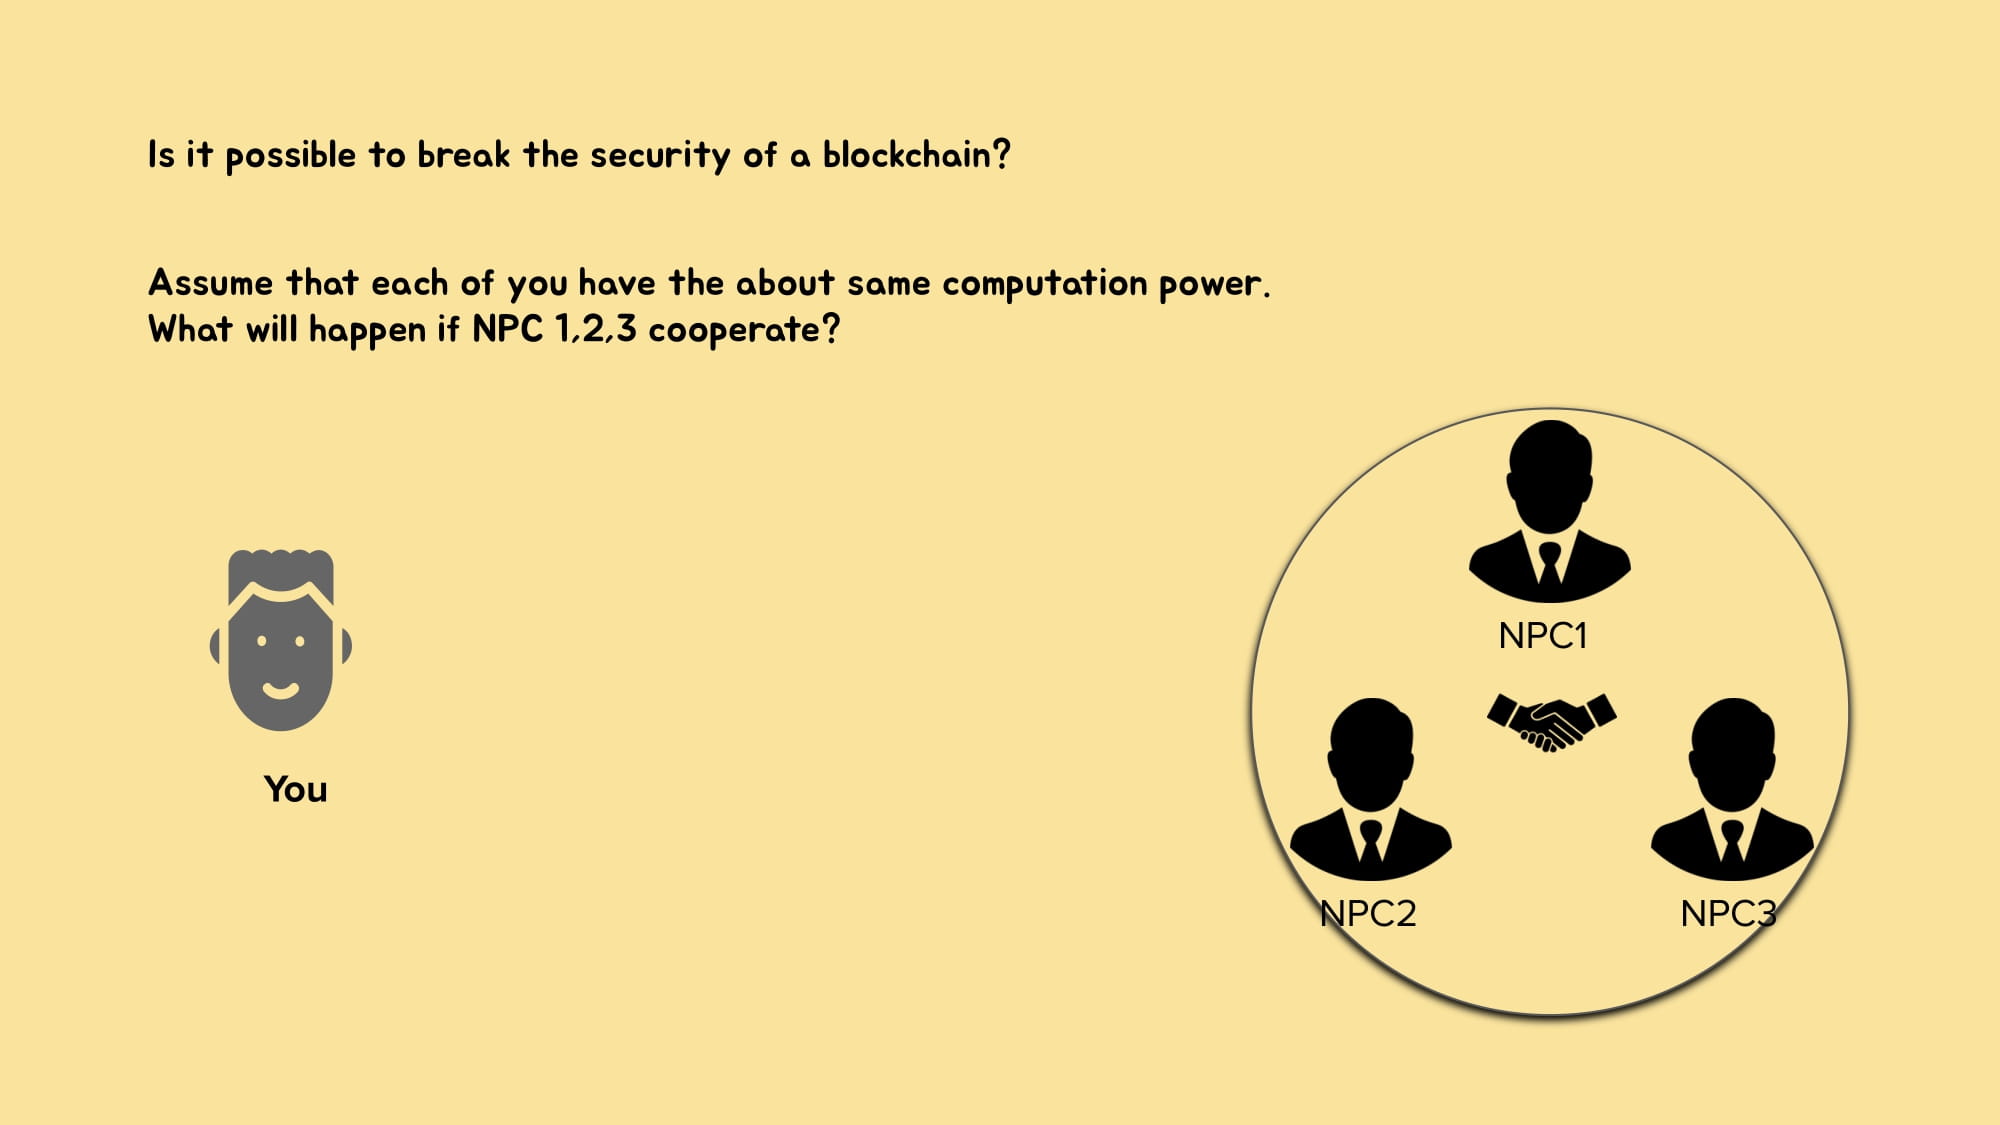 Is it possible to break the security of a blockchain?
Assume that each of you have the about same computation power.
What will happen if NPC 1,2,3 cooperate?
NPC1
You
NPC2
NPC3